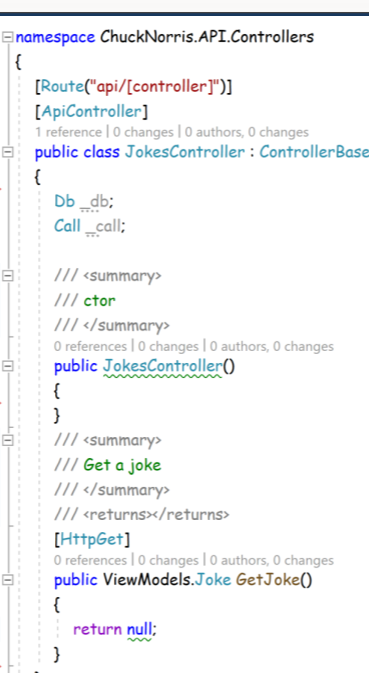 namespace ChuckNorris.API.Controllers
{
[Route("api/[controller]")]
[ApiController]
1 reference | 0 changes | 0 authors, 0 changes
public class JokesController : ControllerBase
{
Db _db;
Call _call;
/// <summary>
/// ctor
/// </summary>
0 references | 0 changes | 0 authors, 0 changes
public JokesController()
{
}
/// <summary>
/// Get a joke
/// </summary>
/// <returns></returns>
[HttpGet]
0 references | 0 changes | 0 authors, 0 changes
public ViewModels.Joke GetJoke()
{
return null;
}